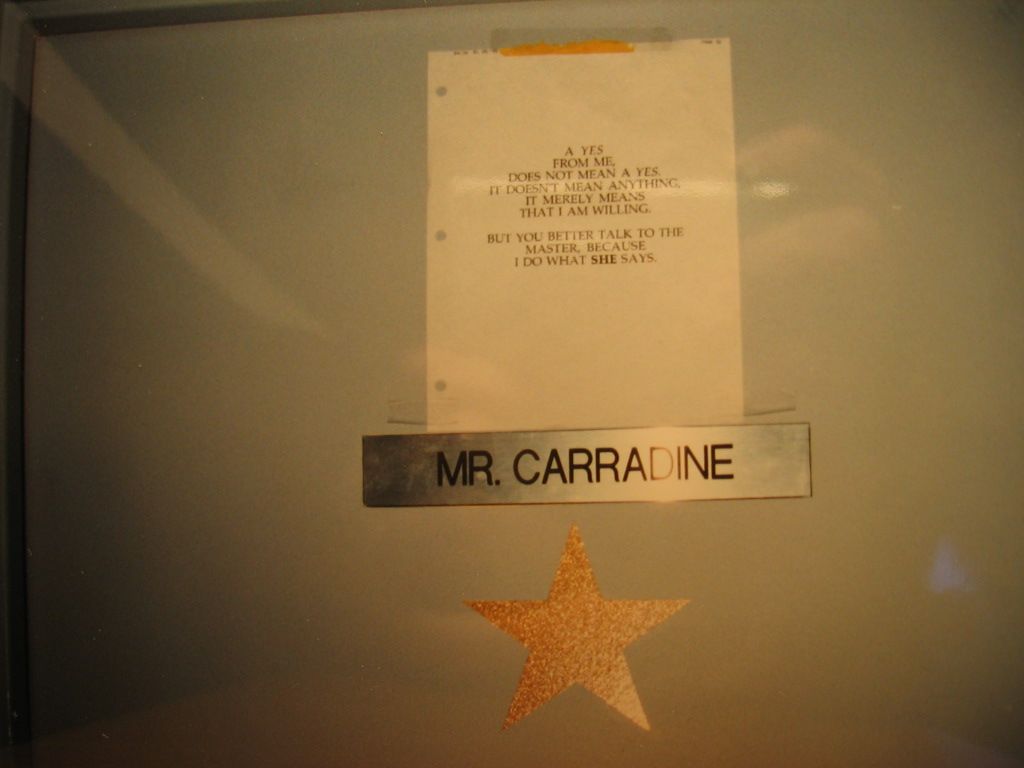 A YES
FROM ME,
DOES NOT MEAN A YES.
IT DOESN'T MEAN ANYTHING,
IT MERELY MEANS
THAT I AM WILLING.
BUT YOU BETTER TALK TO THE
MASTER, BECAUSE
I DO WHAT SHE SAYS.
MR. CARRADINE